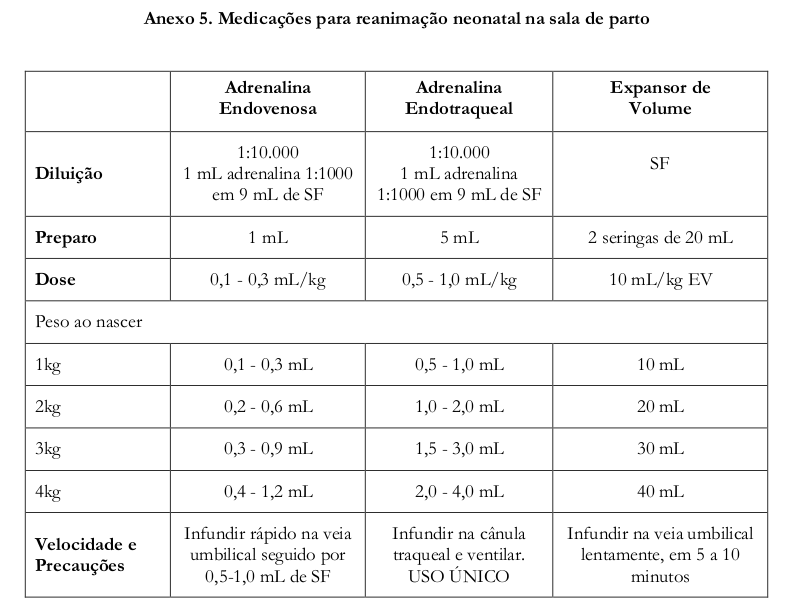 Anexo 5. Medicações para reanimação neonatal na sala de parto
Adrenalina Endovenosa
Adrenalina Endotraqueal
Expansor de Volume
Diluição
1:10.000
1 mL adrenalina 1:1000
em 9 mL de SF
1:10.000
1 mL adrenalina
1:1000 em 9 mL de SF
SF
Preparo
1 mL
5 mL
2 seringas de 20 mL
Dose
0,1 - 0,3 mL/kg
0,5 - 1,0 mL/kg
10 mL/kg EV
Peso ao nascer
1kg
0,1 - 0,3 mL
0,5 - 1,0 mL
10 mL
2kg
0,2 - 0,6 mL
1,0 - 2,0 mL
20 mL
3kg
0,3 - 0,9 mL
1,5 - 3,0 mL
30 mL
4kg
0,4 - 1,2 mL
2,0 - 4,0 mL
40 mL
Velocidade e
Precauções
Infundir rápido na veia
umbilical seguido por
0,5-1,0 mL de SF
Infundir na cânula
traqueal e ventilar.
USO ÚNICO
Infundir na veia umbilical
lentamente, em 5 a 10
minutos